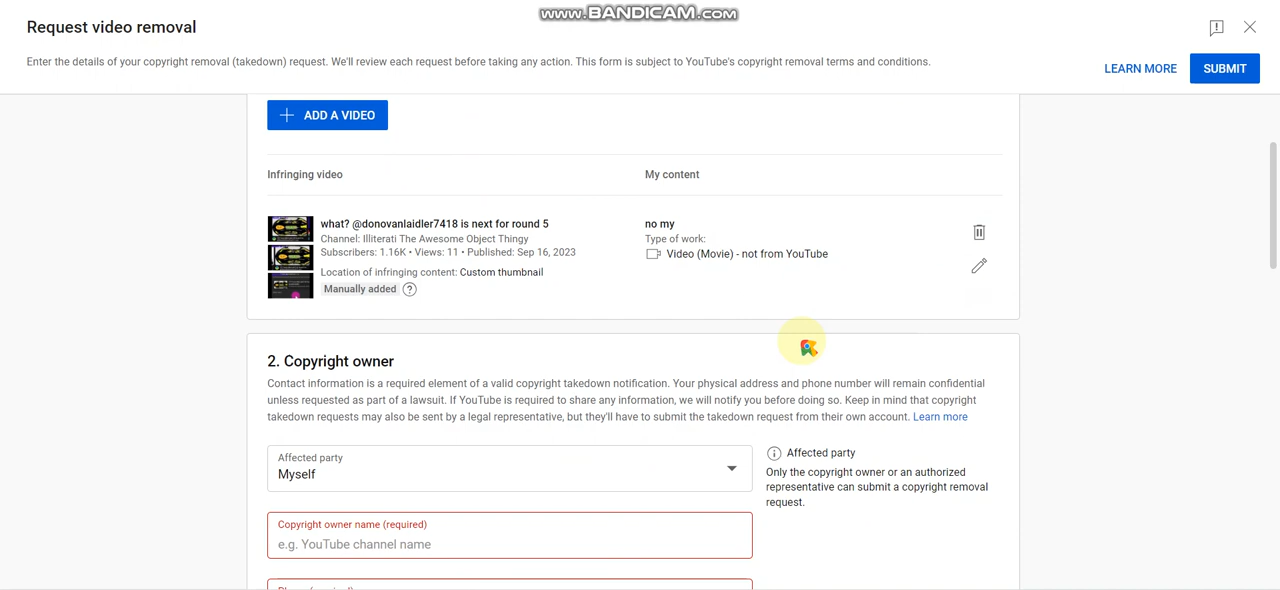 www.BANDICAM.com
Request video removal
Enter the details of your copyright removal (takedown) request. We'll review each request before taking any action. This form is subject to YouTube's copyright removal terms and conditions.
LEARN MORE
SUBMIT
ADD A VIDEO
Infringing video
My content
what? @donovanlaidler7418 is next for round 5
Channel: Illiterati The Awesome Object Thingy
Subscribers: 1.16K • Views: 11 • Published: Sep 16, 2023
Location of infringing content: Custom thumbnail
Manually added
no my
Type of work:
Video (Movie) - not from YouTube
2. Copyright owner
Contact information is a required element of a valid copyright takedown notification. Your physical address and phone number will remain confidential
unless requested as part of a lawsuit. If YouTube is required to share any information, we will notify you before doing so. Keep in mind that copyright
takedown requests may also be sent by a legal representative, but they'll have to submit the takedown request from their own account. Learn more
Affected party
Myself
Affected party
Only the copyright owner or an authorized
representative can submit a copyright removal
request.
Copyright owner name (required)
e.g. YouTube channel name